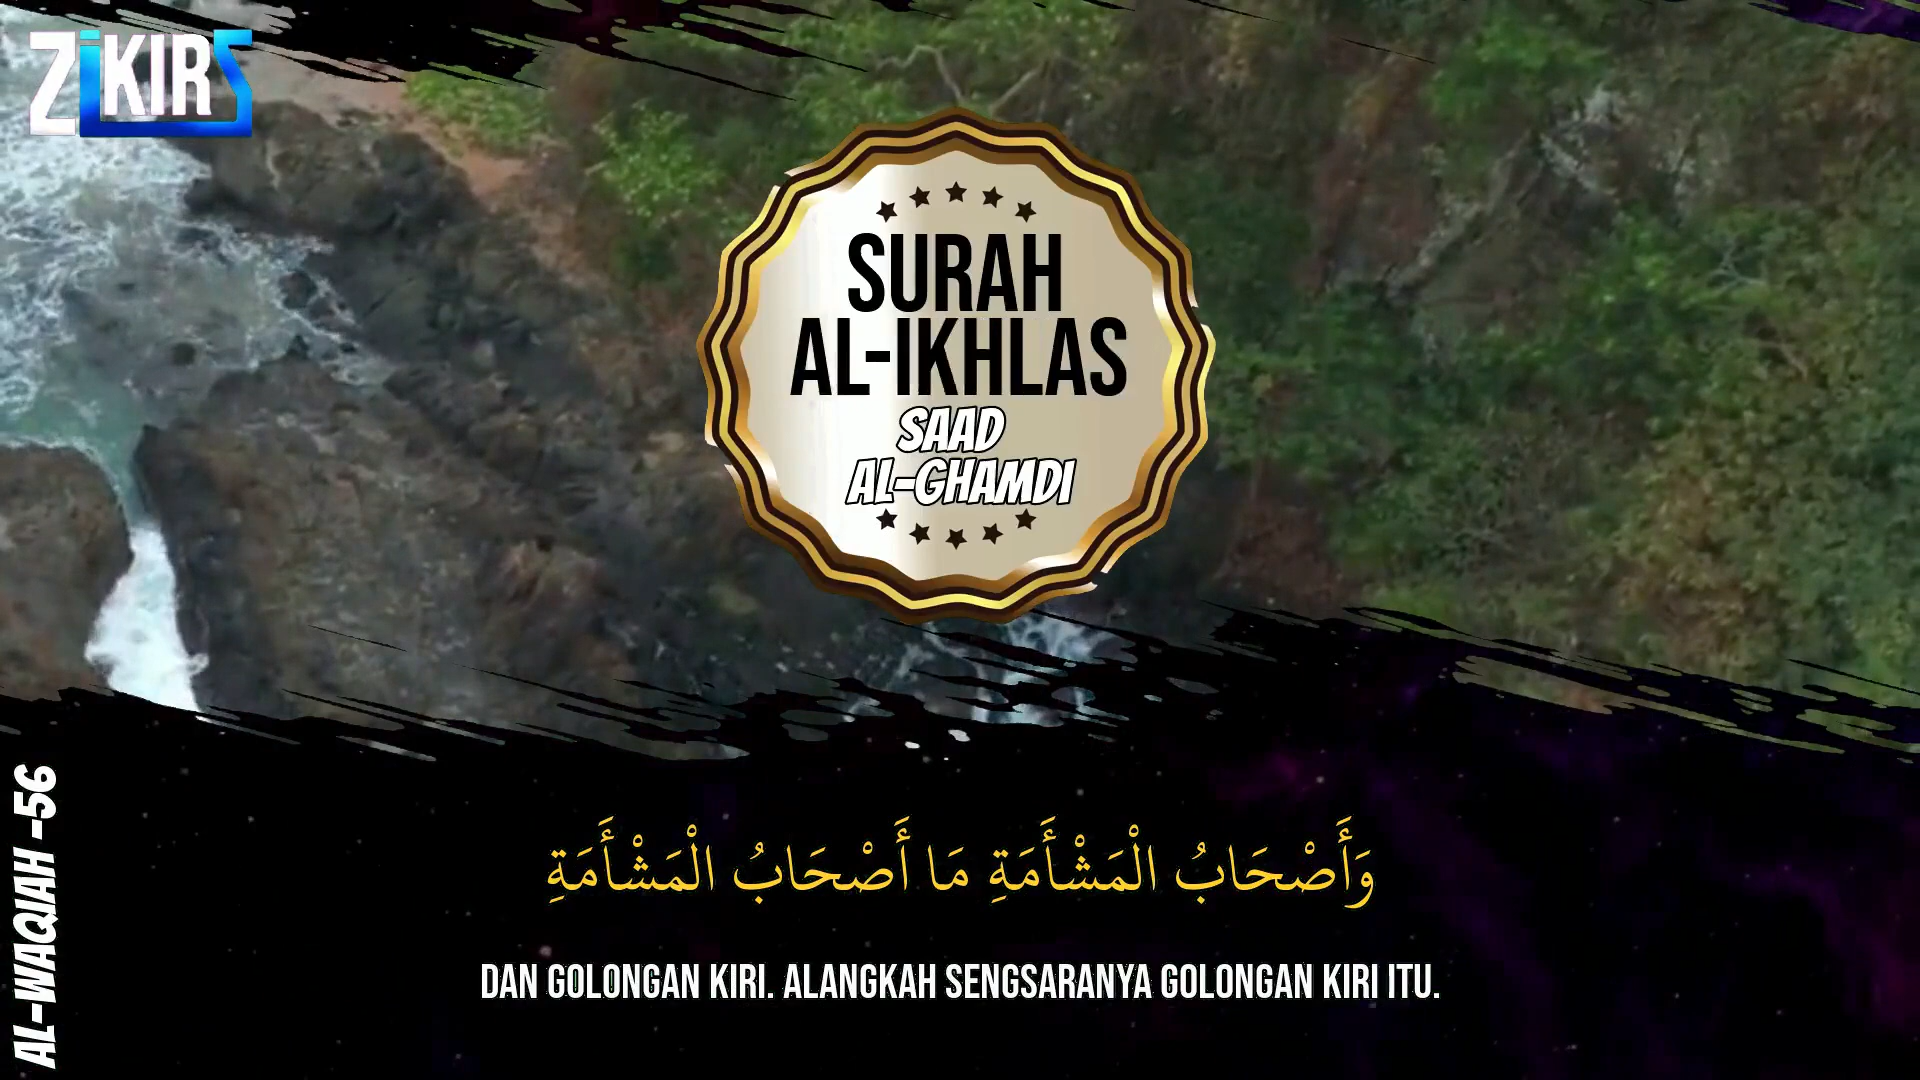 ZiKIRS
SURAH
AL-IKHLAS
SAAD
AL-GHAMDI
AL-WAQIAH -56
وَأَصْحَابُ الْمَشْأَمَةِ مَا أَصْحَابُ الْمَشْأَمَةِ
DAN GOLONGAN KIRI. ALANGKAH SENGSARANYA GOLONGAN KIRI ITU.